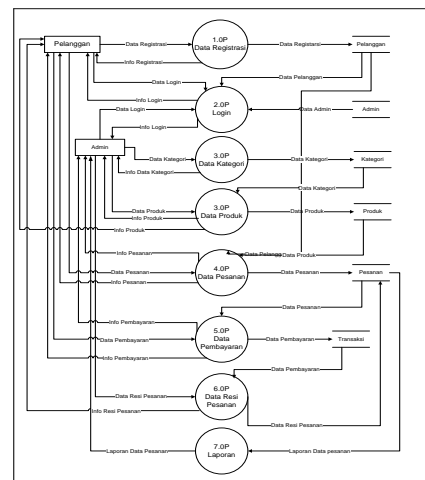 Pelanggan
Data Registrasi
1.0P
Data Registrasi
Data Registarsi
Pelanggan
Info Registrasi
Data Login
Data Pelanggan
Info Login
2.0P
Login
Data Login
Data Admin
Admin
Info Login
Admin
Data Kategori
3.0P
Data Kategori
Data Kategori
Kategori
Info Data Kategori
Data Kategori
Data Produk
3.0P
Data Produk
Data Produk
Produk
Info Produk
Info Produk
Info Pesanan
Data Pelangg
Data Produk
4.0P
Data Pesanan
Data Pesanan
Data Pesanan
Pesanan
Info Pesanan
Data Pesanan
Info Pembayaran
5.0P
Data
Pembayaran
Data Pembayaran
Data Pembayaran
Transaksi
Info Pembayaran
Data Pembayaran
6.0P
Data Resi
Pesanan
Data Resi Pesanan
Info Resi Pesanan
Data Resi Pesanan
7.0P
Laporan
Laporan Data Pesanan
Laporan Data pesanan